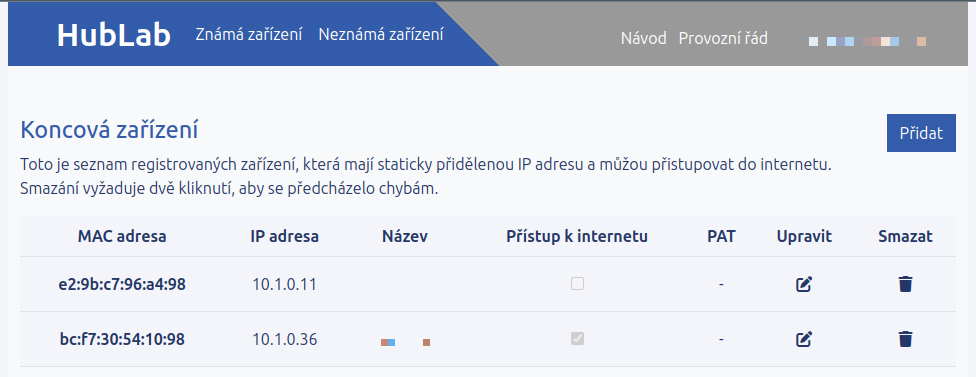 HubLab Známá zařízení Neznámá zařízení Návod Provozní řád
Koncová zařízení Přidat
Toto je seznam registrovaných zařízení, která mají staticky přidělenou IP adresu a můžou přistupovat do internetu.
Smazání vyžaduje dvě kliknutí, aby se předcházelo chybám.
MAC adresa IP adresa Název Přístup k internetu PAT Upravit Smazat
e2:9b:c7:96:a4:98 10.1.0.11 -
bc:f7:30:54:10:98 10.1.0.36 -